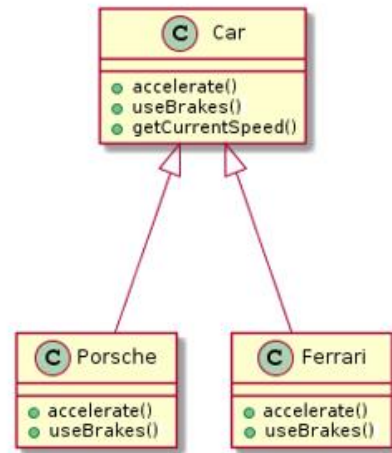 C Car
accelerate()
useBrakes()
getCurrentSpeed()
C Porsche
accelerate()
useBrakes()
C Ferrari
accelerate()
useBrakes()